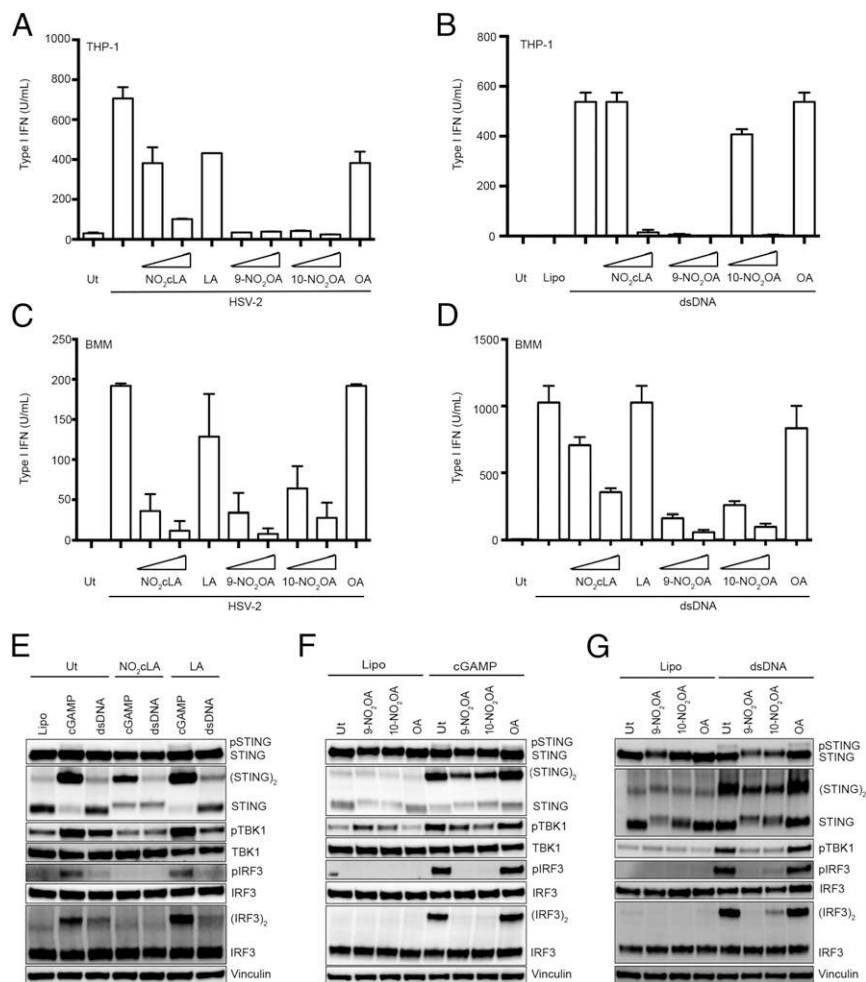 A
THP-1
Type I IFN (U/mL)
1000
800
600
400
200
0
Ut
NO₂cLA
LA
9-NO₂OA
10-NO₂OA
OA
HSV-2
B
THP-1
Type I IFN (U/mL)
800
600
400
200
0
Ut
Lipo
NO₂cLA
9-NO₂OA
10-NO₂OA
OA
dsDNA
C
BMM
Type I IFN (U/mL)
250
200
150
100
50
0
Ut
NO₂cLA
LA
9-NO₂OA
10-NO₂OA
OA
HSV-2
D
BMM
Type I IFN (U/mL)
1500
1000
500
0
Ut
NO₂cLA
LA
9-NO₂OA
10-NO₂OA
OA
dsDNA
E
Ut
NO₂cLA
LA
Lipo
cGAMP
dsDNA
cGAMP
dsDNA
cGAMP
dsDNA
pSTING
STING
(STING)₂
STING
pTBK1
TBK1
pIRF3
IRF3
(IRF3)₂
IRF3
Vinculin
F
Lipo
cGAMP
Ut
9-NO₂OA
10-NO₂OA
OA
Ut
9-NO₂OA
10-NO₂OA
OA
pSTING
STING
(STING)₂
STING
pTBK1
TBK1
pIRF3
IRF3
(IRF3)₂
IRF3
Vinculin
G
Lipo
dsDNA
Ut
9-NO₂OA
10-NO₂OA
OA
Ut
9-NO₂OA
10-NO₂OA
OA
pSTING
STING
(STING)₂
STING
pTBK1
pIRF3
IRF3
(IRF3)₂
IRF3
Vinculin